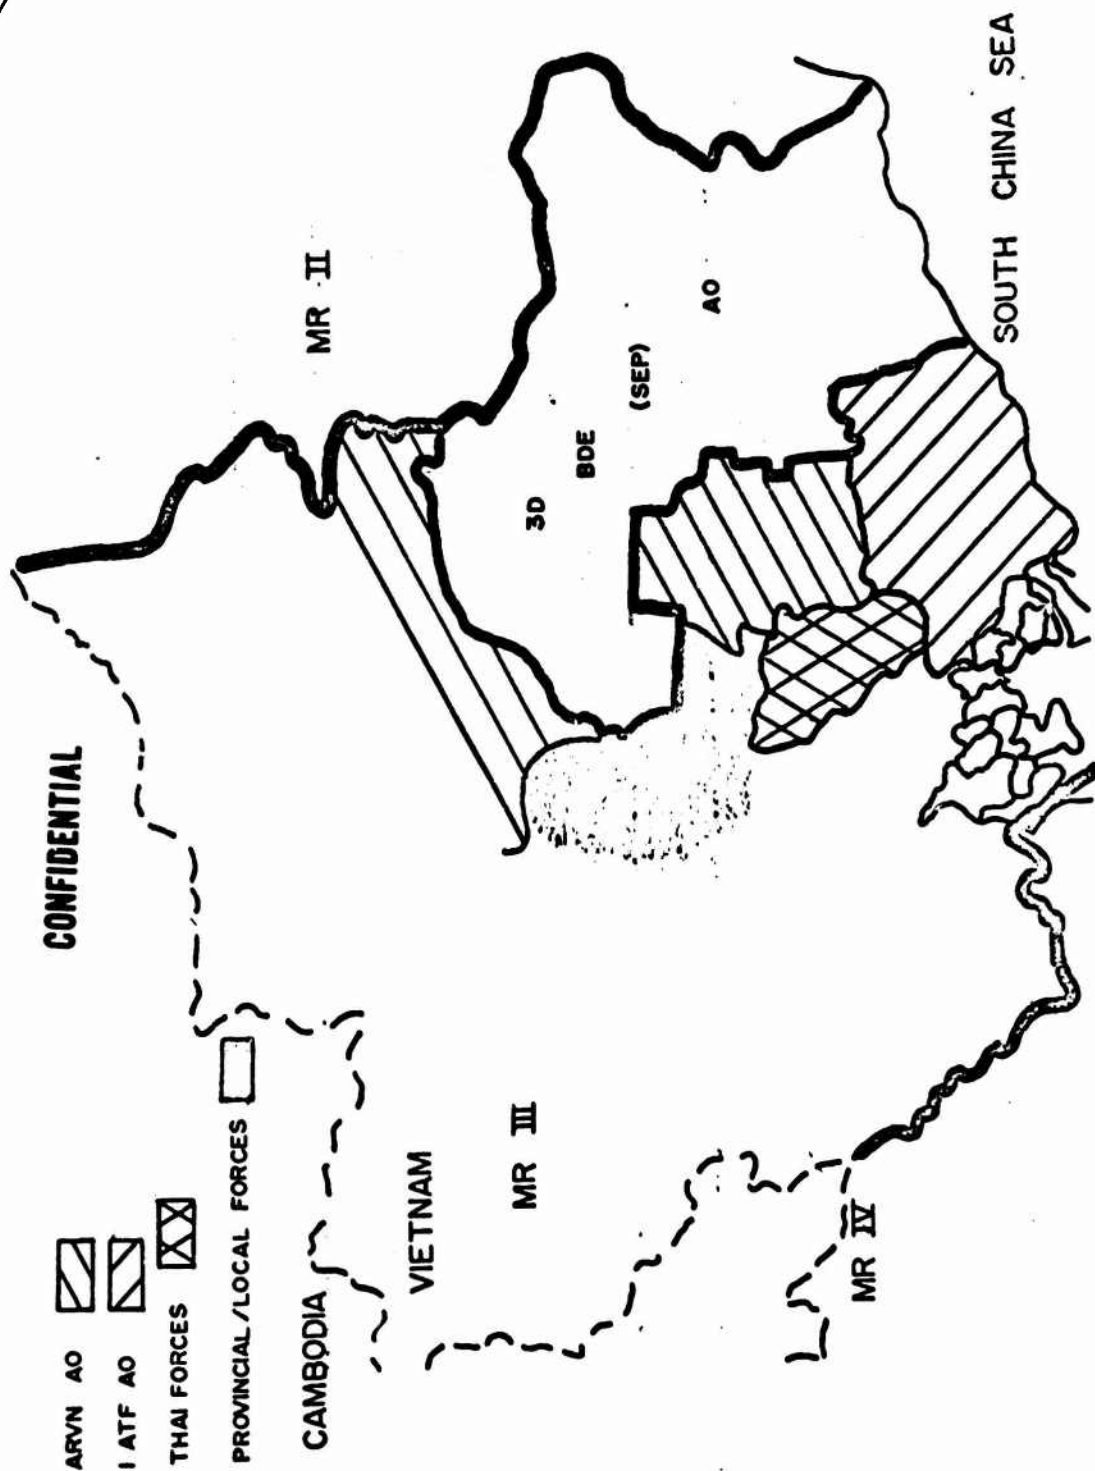 CONFIDENTIAL
ARVN AO
I ATF AO
THAI FORCES
PROVINCIAL/LOCAL FORCES
CAMBODIA
VIETNAM
MR III
MR IV
MR II
3D
BDE
(SEP)
AO
SOUTH CHINA SEA